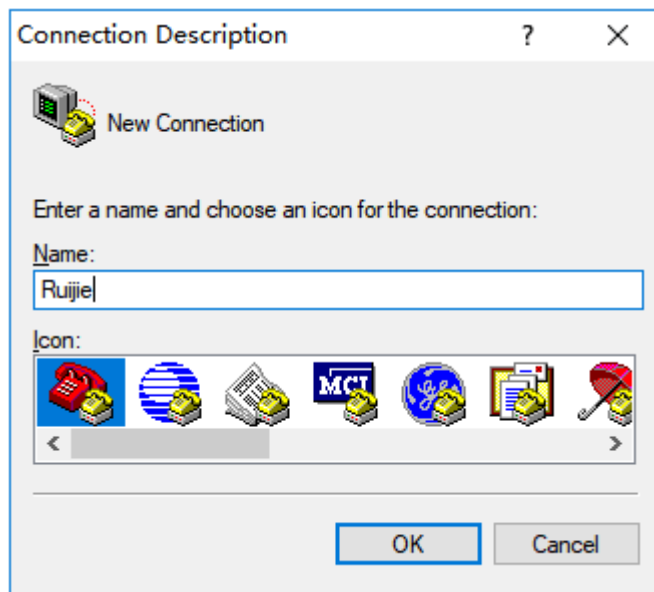 Connection Description
New Connection
Enter a name and choose an icon for the connection:
Name:
Ruijie
Icon:
MCI
OK
Cancel